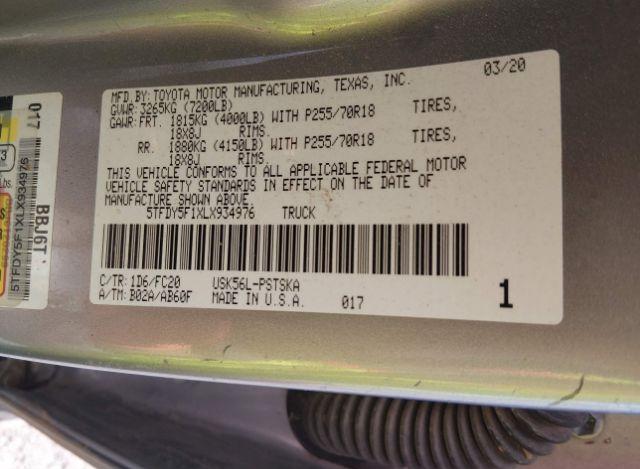 MFD.BY:TOYOTA MOTOR MANUFACTURING, TEXAS, INC. 03/20
GVWR: 3265KG (7200LB)
GAWR: FRT. 1815KG (4000LB) WITH P255/70R18 TIRES,
18X8J RIMS.
RR. 1880KG (4150LB) WITH P255/70R18 TIRES,
18X8J RIMS.
THIS VEHICLE CONFORMS TO ALL APPLICABLE FEDERAL MOTOR
VEHICLE SAFETY STANDARDS IN EFFECT ON THE DATE OF
MANUFACTURE SHOWN ABOVE.
5TFDY5F1XLX934976 TRUCK
C/TR: 1D6/FC20 USK56L-PSTSKA
A/TM: B02A/AB60F MADE IN U.S.A. 017 1
017
BBJ6T
5TFDY5F1XLX934976
3
Lbs.